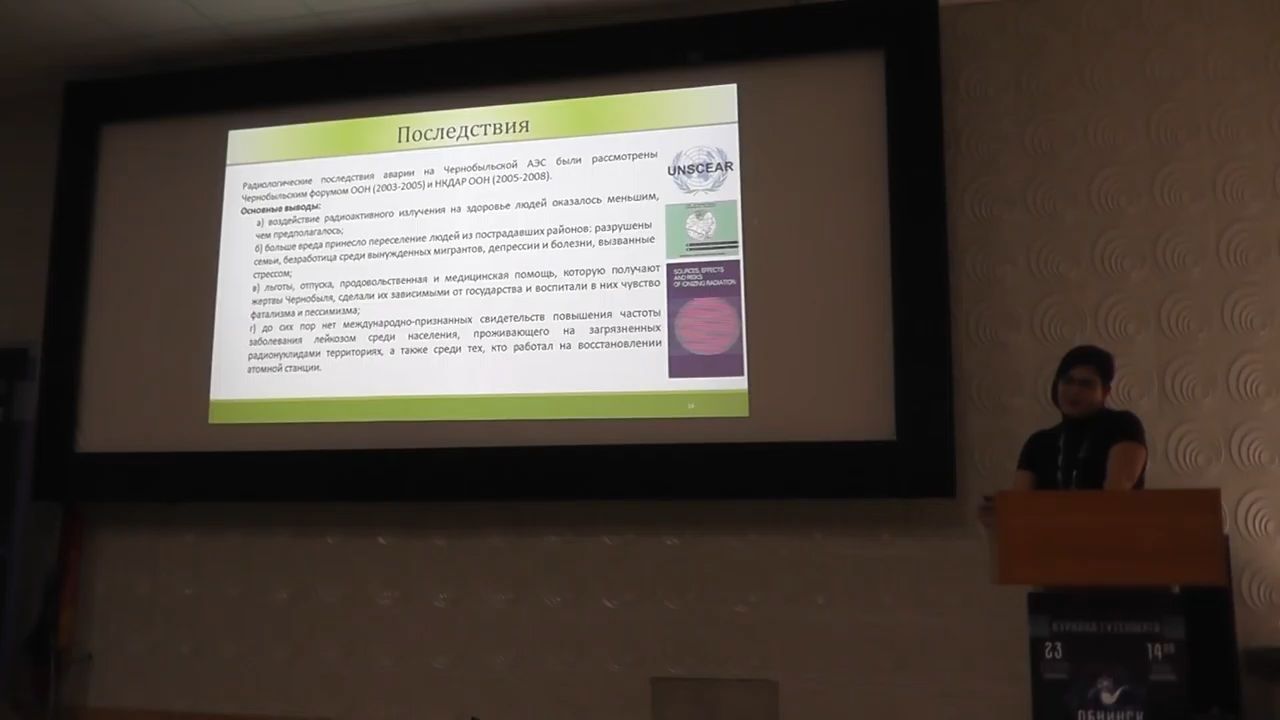 Последствия
Радиологические последствия аварии на Чернобыльской АЭС были рассмотрены
Чернобыльским форумом ООН (2003-2005) и НКДАР ООН (2005-2008).
Основные выводы:
а) воздействие радиоактивного излучения на здоровье людей оказалось меньшим,
чем предполагалось;
б) больше вреда принесло переселение людей из пострадавших районов; разрушены
семьи, безработица среди вынужденных мигрантов, депрессии и болезни, вызванные
стрессом;
в) льготы, отпуска, продовольственная и медицинская помощь, которую получают
жертвы Чернобыля, сделали их зависимыми от государства и воспитали в них чувство
фатализма и пессимизма;
г) до сих пор нет международно-признанных свидетельств повышения частоты
заболевания лейкозом среди населения, проживающего на загрязненных
радионуклидами территориях, а также среди тех, кто работал на восстановлении
атомной станции.
UNSCEAR
SOURCES, EFFECTS
AND RISKS
OF IONIZING RADIATION
КУРИЛКА ГУТЕНБЕРГА
23
14⁰⁰